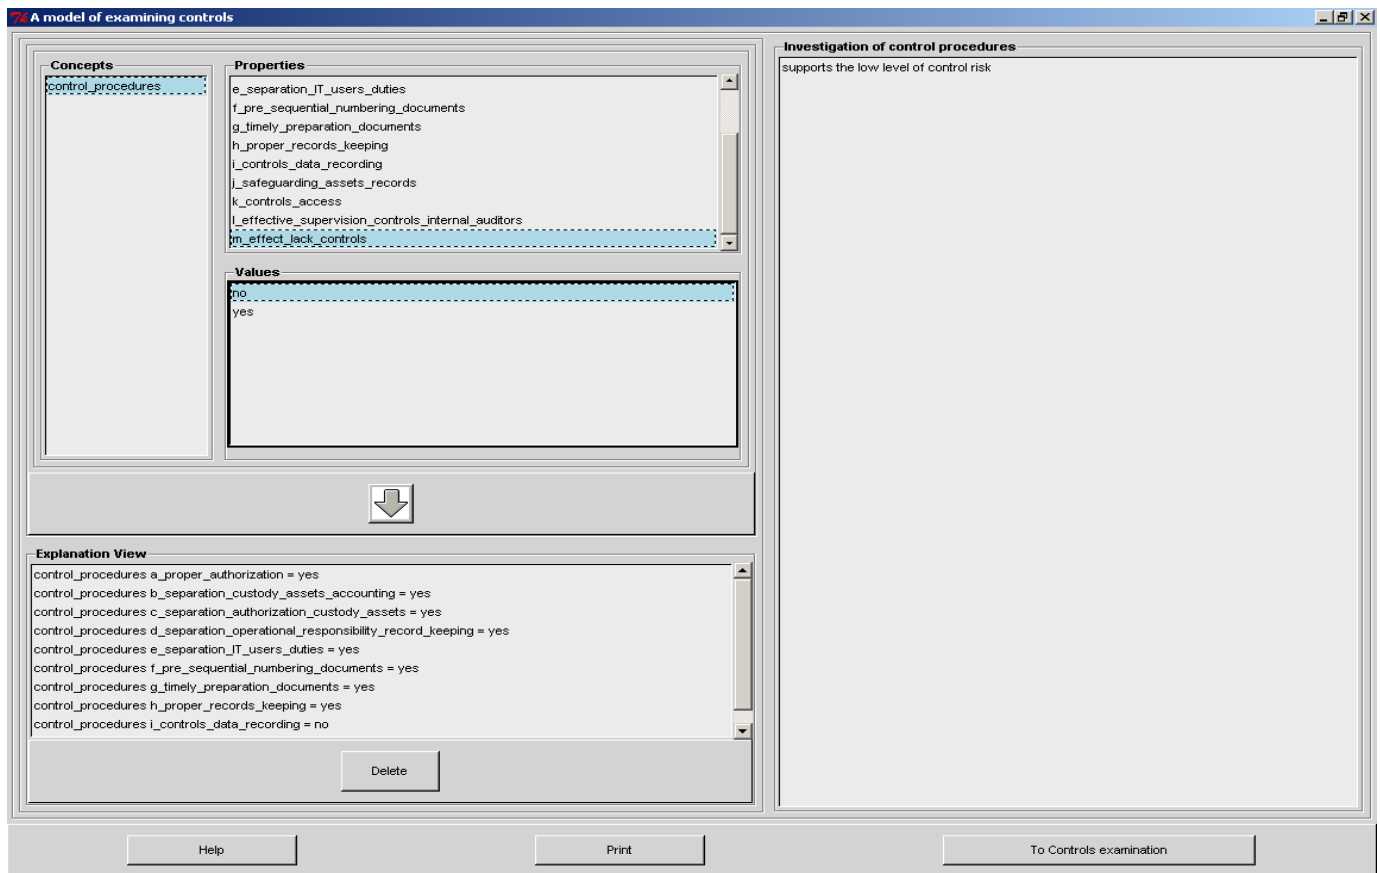 A model of examining controls
Concepts
control_procedures
Properties
e_separation_IT_users_duties
f_pre_sequential_numbering_documents
g_timely_preparation_documents
h_proper_records_keeping
i_controls_data_recording
j_safeguarding_assets_records
k_controls_access
l_effective_supervision_controls_internal_auditors
m_effect_lack_controls
Values
no
yes
Explanation View
control_procedures a_proper_authorization = yes
control_procedures b_separation_custody_assets_accounting = yes
control_procedures c_separation_authorization_custody_assets = yes
control_procedures d_separation_operational_responsibility_record_keeping = yes
control_procedures e_separation_IT_users_duties = yes
control_procedures f_pre_sequential_numbering_documents = yes
control_procedures g_timely_preparation_documents = yes
control_procedures h_proper_records_keeping = yes
control_procedures i_controls_data_recording = no
Delete
Investigation of control procedures
supports the low level of control risk
Help
Print
To Controls examination